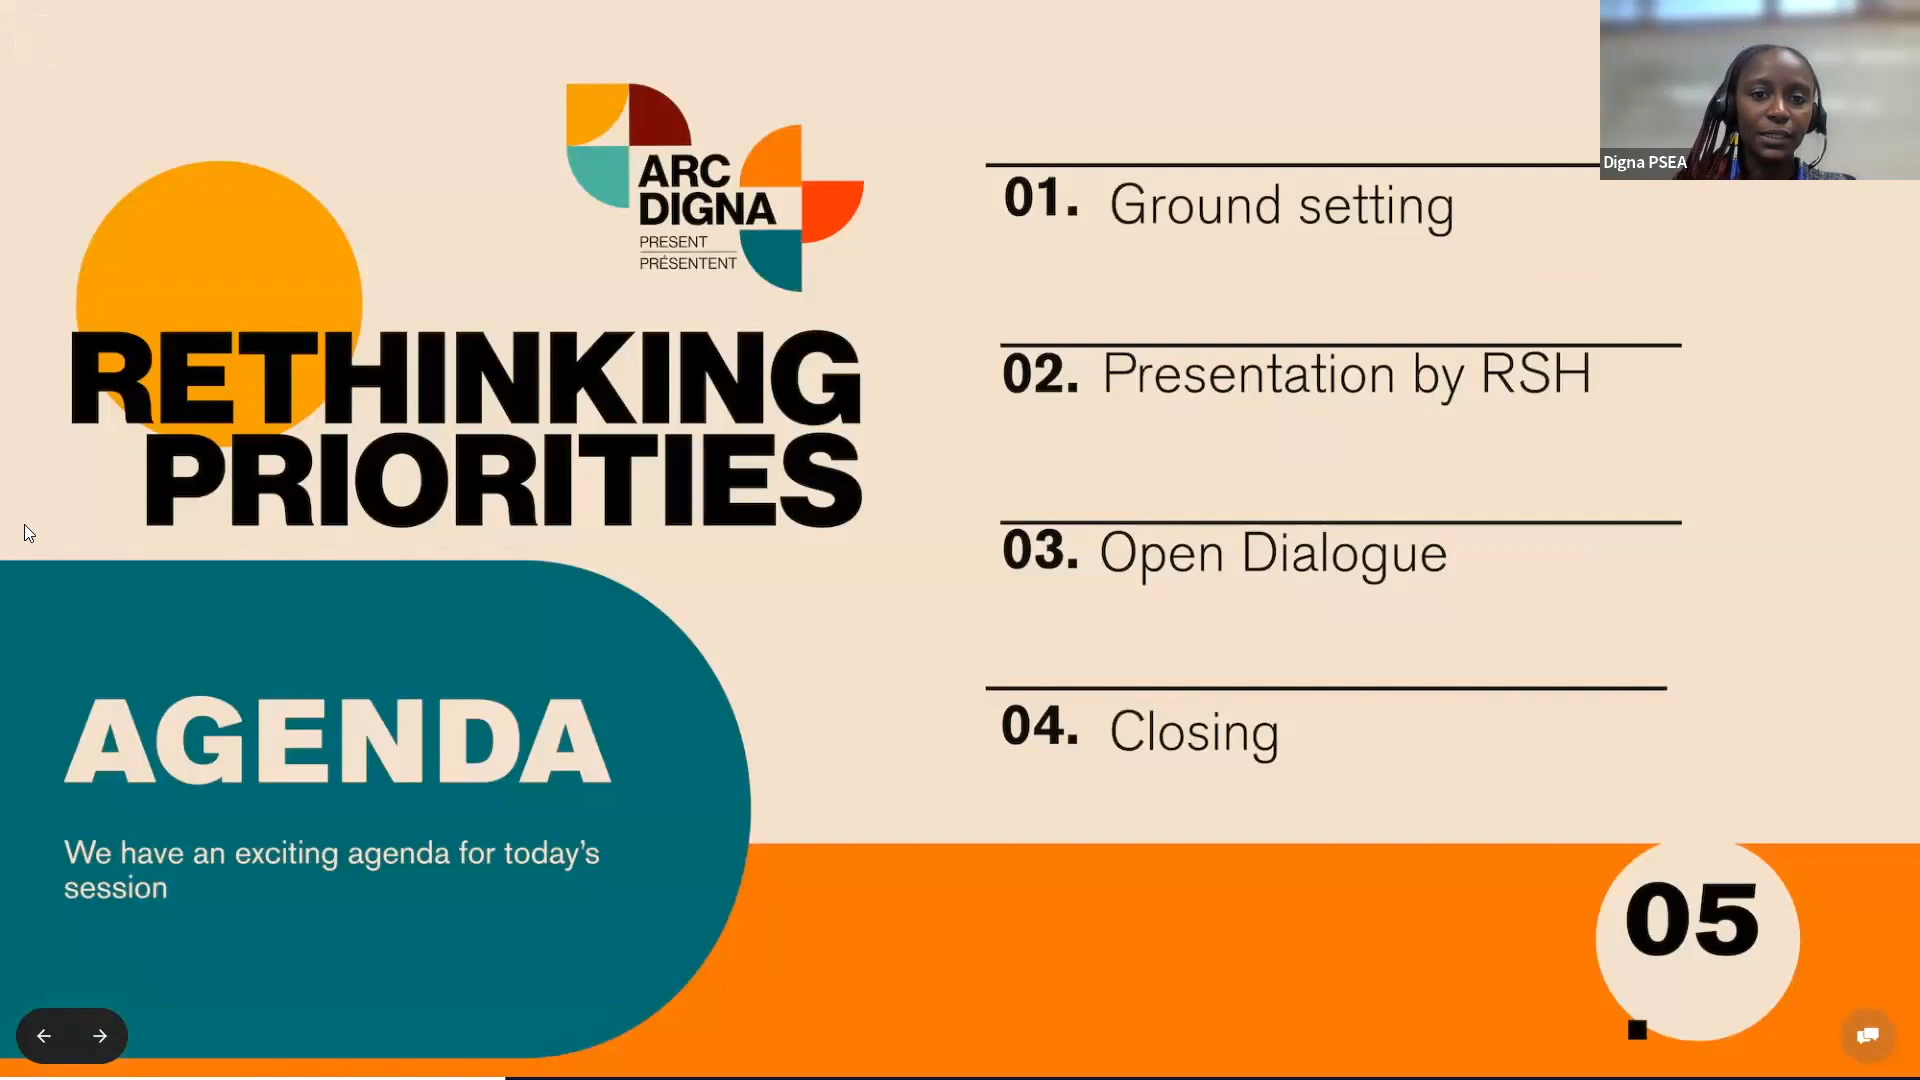 ARC
DIGNA
PRESENT
PRÉSENTENT
RETHINKING
PRIORITIES
AGENDA
We have an exciting agenda for today's
session
01. Ground setting
02. Presentation by RSH
03. Open Dialogue
04. Closing
05
Digna PSEA